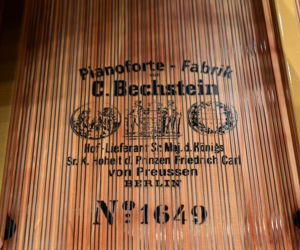 Pianoforte - Fabrik
C. Bechstein
Hof-Lieferant Sr. Maj. d. Königs
Sr. K. Hoheit d. Prinzen Friedrich Carl
von Preussen
BERLIN
No: 1649